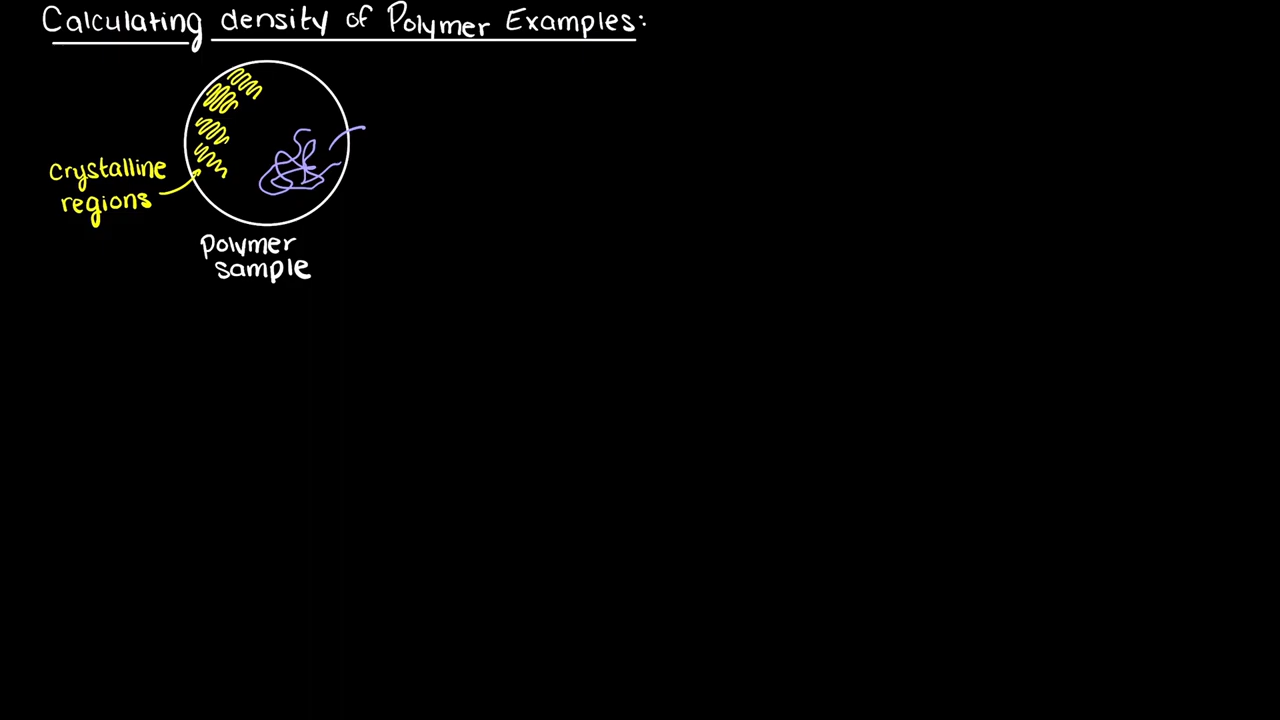 Calculating density of Polymer Examples:
Crystalline
regions
Polymer
sample